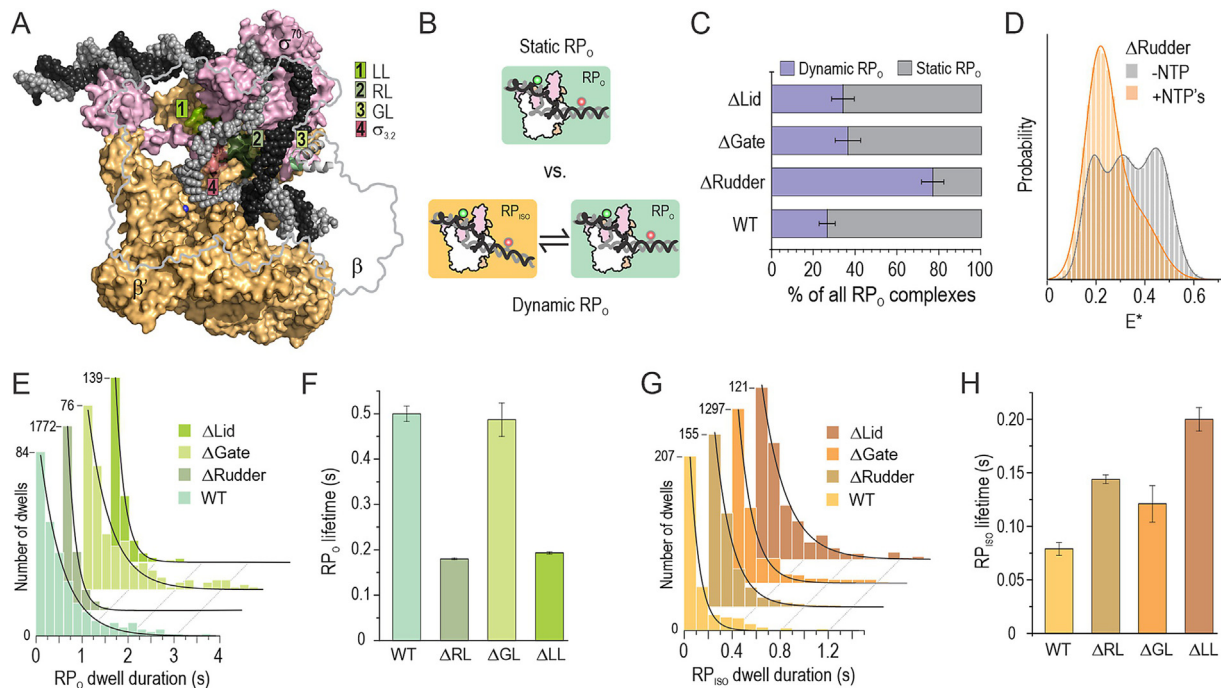 A
σ70
1 LL
2 RL
3 GL
4 σ3.2
1
2
3
4
β
β'
B
Static RPO
RPO
vs.
RPISO
RPO
Dynamic RPO
C
Dynamic RPO
Static RPO
ΔLid
ΔGate
ΔRudder
WT
0 20 40 60 80 100
% of all RPO complexes
D
ΔRudder
-NTP
+NTP's
Probability
0 0.2 0.4 0.6
E*
E
139
76
1772
84
0
Number of dwells
ΔLid
ΔGate
ΔRudder
WT
0 1 2 3 4
RPO dwell duration (s)
F
RPO lifetime (s)
0.5
0.4
0.3
0.2
0.1
0
WT ΔRL ΔGL ΔLL
G
121
1297
155
207
0
Number of dwells
ΔLid
ΔGate
ΔRudder
WT
0 0.4 0.8 1.2
RPISO dwell duration (s)
H
RPISO lifetime (s)
0.20
0.15
0.10
0.05
0
WT ΔRL ΔGL ΔLL